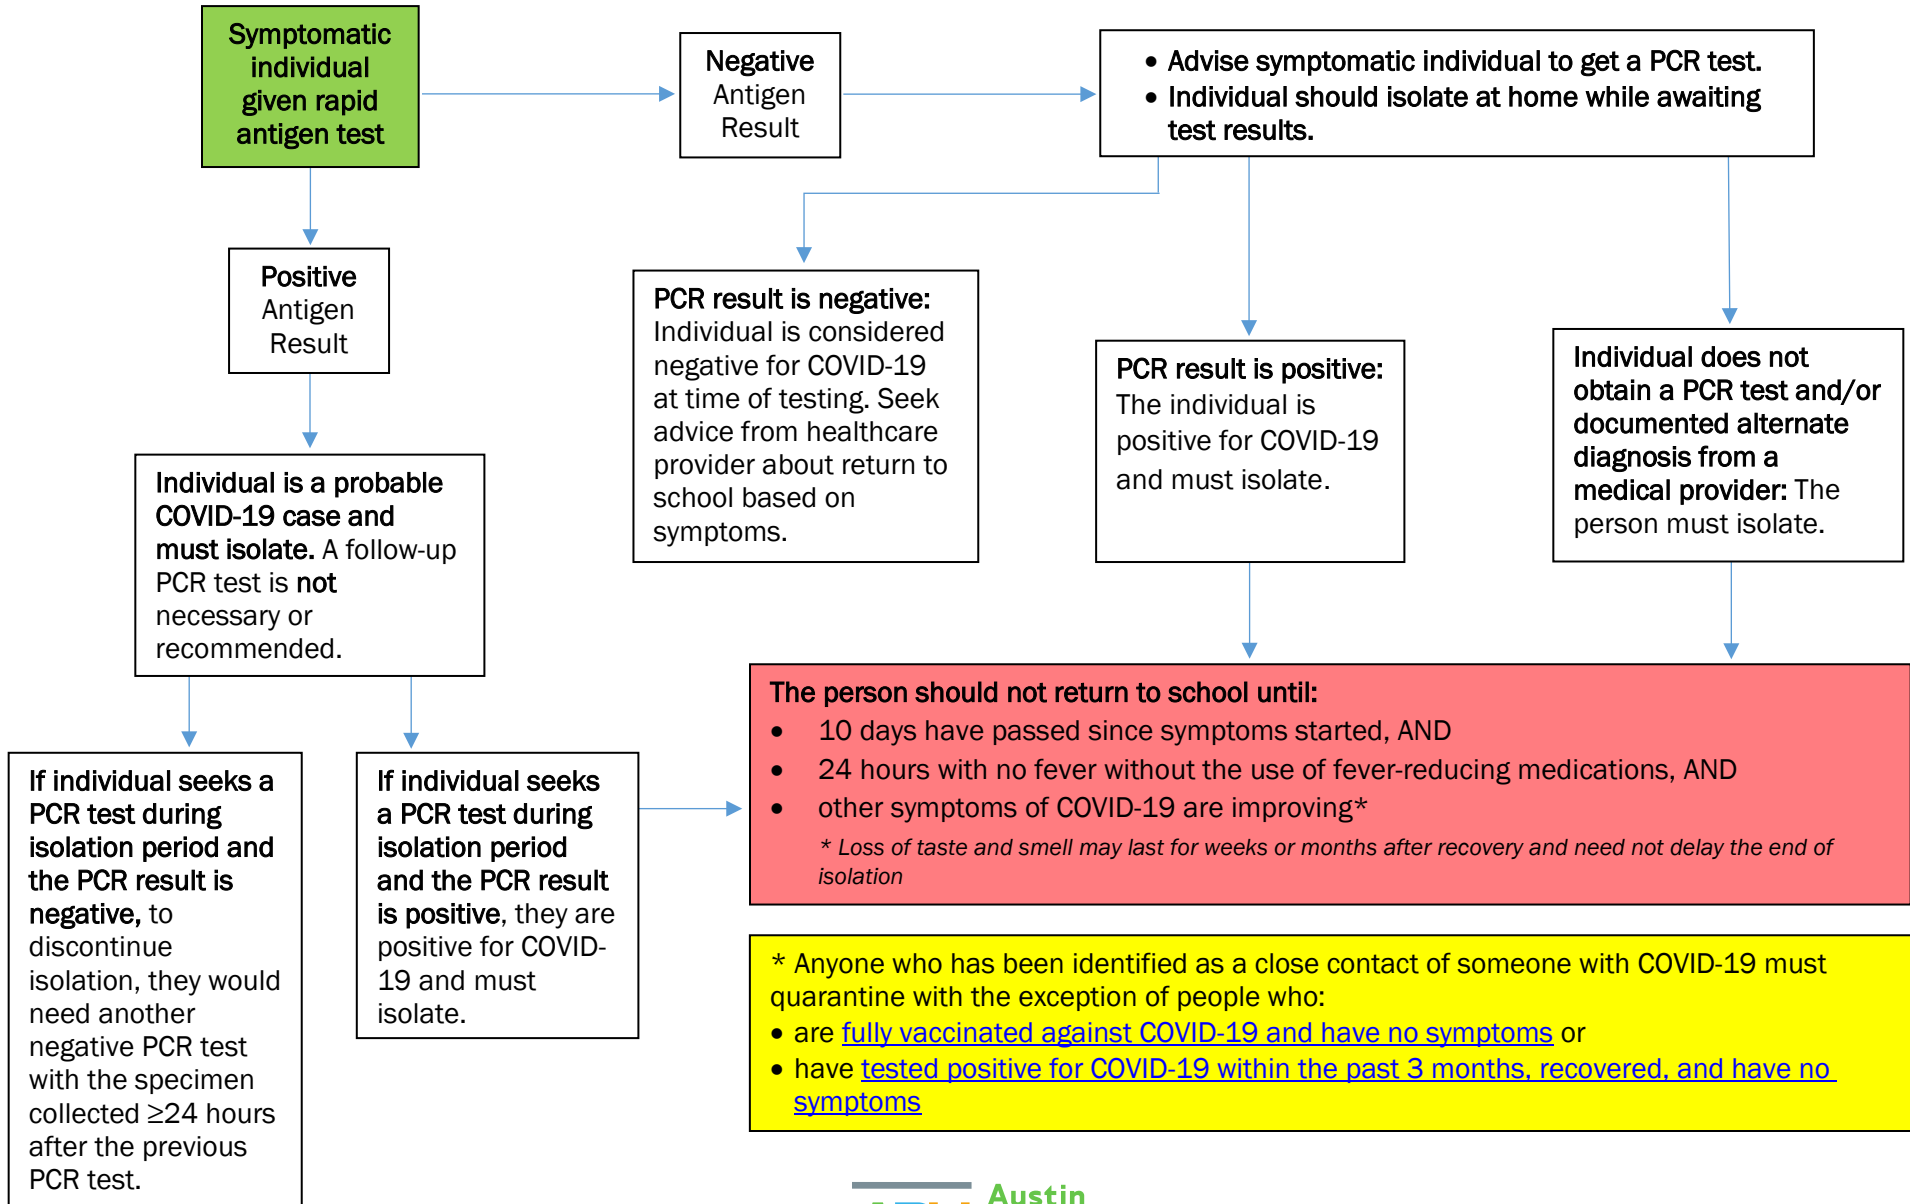 Symptomatic
individual
given rapid
antigen test
Negative
Antigen
Result
• Advise symptomatic individual to get a PCR test.
• Individual should isolate at home while awaiting
test results.
Positive
Antigen
Result
PCR result is negative:
Individual is considered
negative for COVID-19
at time of testing. Seek
advice from healthcare
provider about return to
school based on
symptoms.
PCR result is positive:
The individual is
positive for COVID-19
and must isolate.
Individual does not
obtain a PCR test and/or
documented alternate
diagnosis from a
medical provider: The
person must isolate.
Individual is a probable
COVID-19 case and
must isolate. A follow-up
PCR test is not
necessary or
recommended.
If individual seeks a
PCR test during
isolation period and
the PCR result is
negative, to
discontinue
isolation, they would
need another
negative PCR test
with the specimen
collected ≥24 hours
after the previous
PCR test.
If individual seeks
a PCR test during
isolation period
and the PCR result
is positive, they are
positive for COVID-
19 and must
isolate.
The person should not return to school until:
• 10 days have passed since symptoms started, AND
• 24 hours with no fever without the use of fever-reducing medications, AND
• other symptoms of COVID-19 are improving*
* Loss of taste and smell may last for weeks or months after recovery and need not delay the end of
isolation
* Anyone who has been identified as a close contact of someone with COVID-19 must
quarantine with the exception of people who:
• are fully vaccinated against COVID-19 and have no symptoms or
• have tested positive for COVID-19 within the past 3 months, recovered, and have no
symptoms
Austin